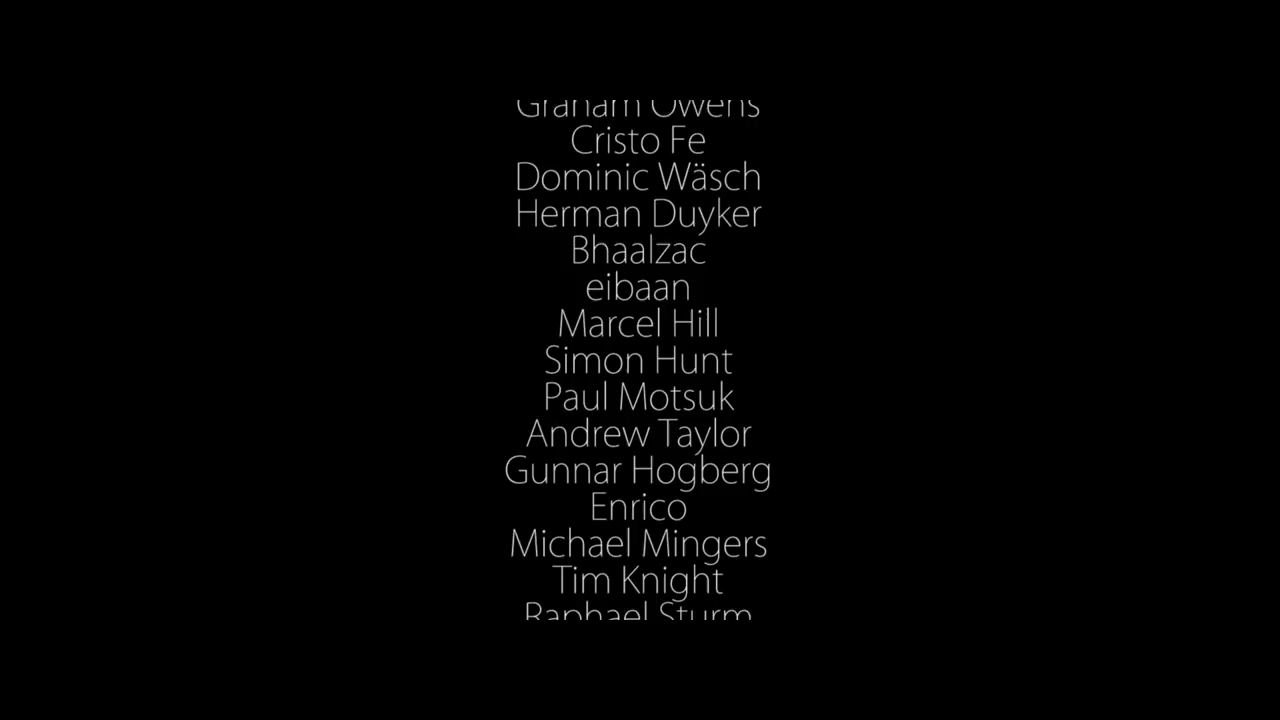 Graham Owens
Cristo Fe
Dominic Wäsch
Herman Duyker
Bhaalzac
eibaan
Marcel Hill
Simon Hunt
Paul Motsuk
Andrew Taylor
Gunnar Hogberg
Enrico
Michael Mingers
Tim Knight
Raphael Sturm